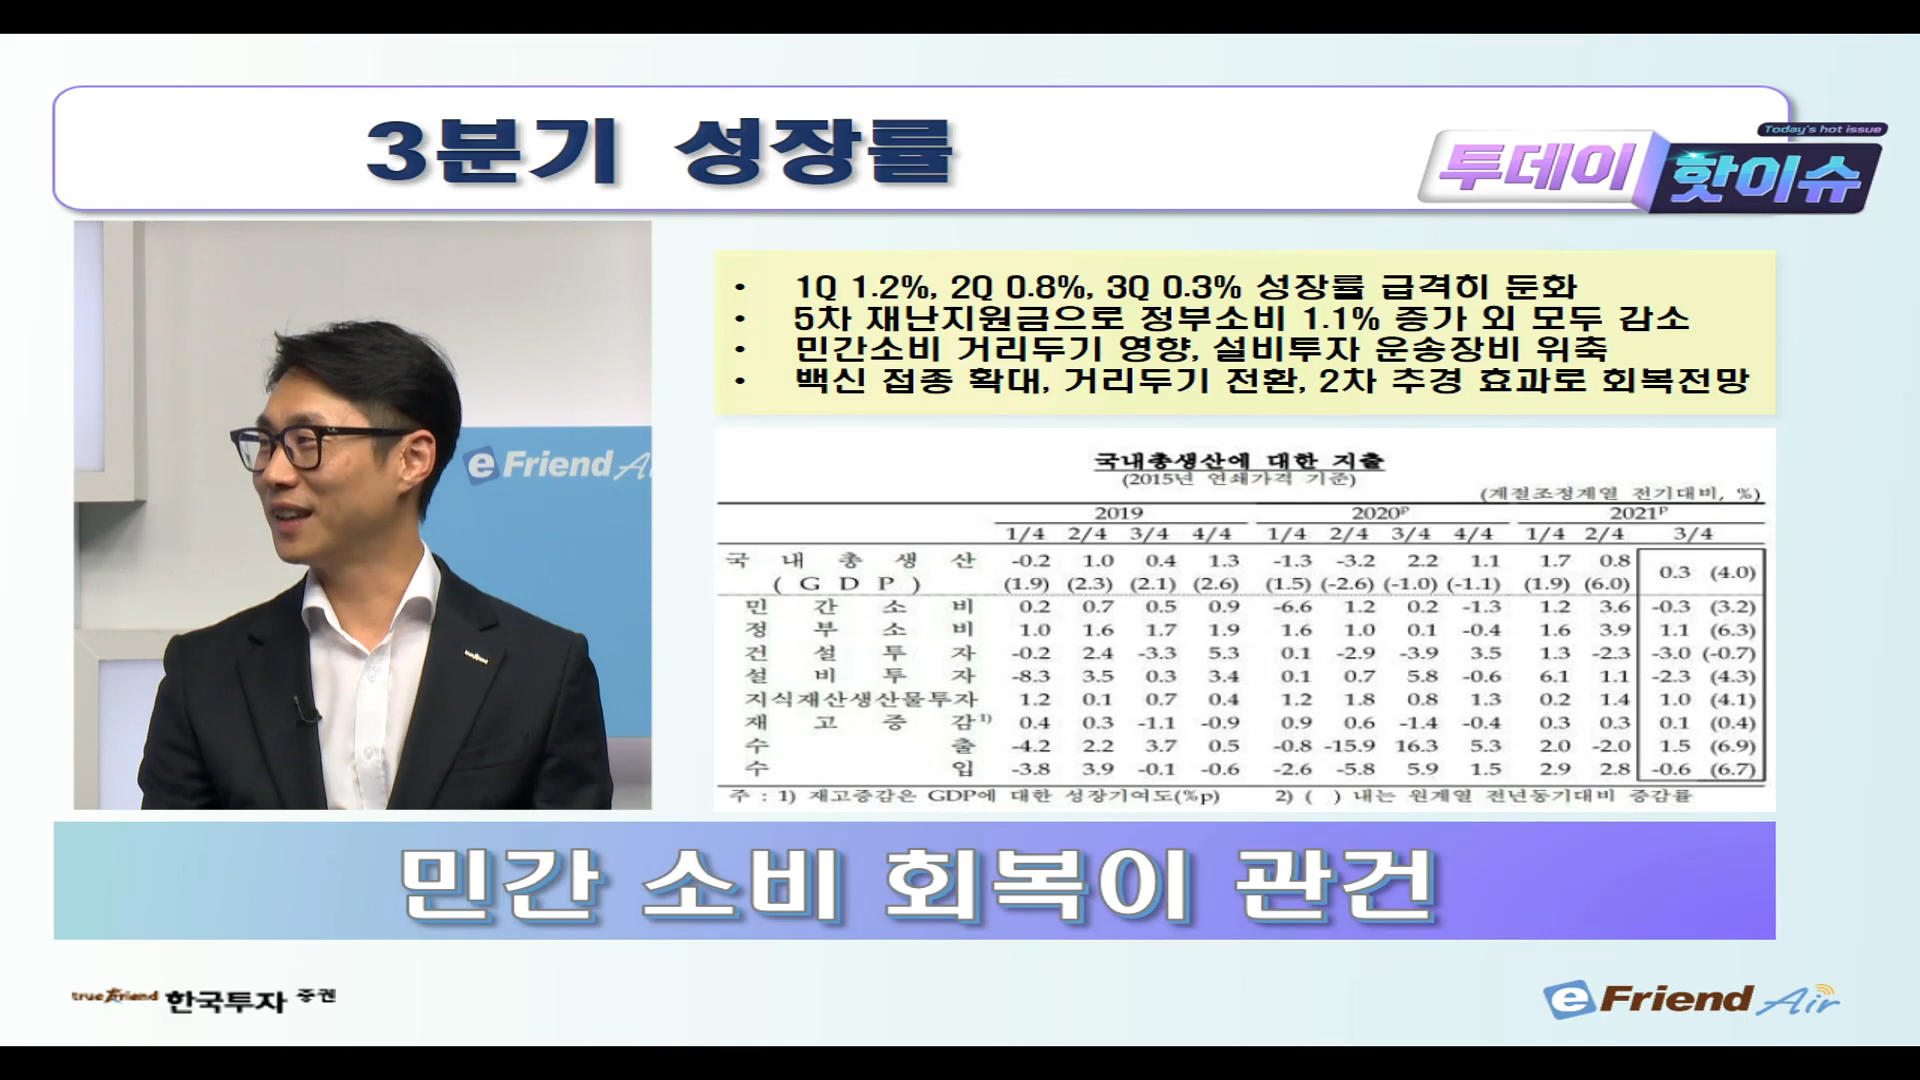 3분기 성장률
Today's hot issue
투데이 핫이슈
• 1Q 1.2%, 2Q 0.8%, 3Q 0.3% 성장률 급격히 둔화
• 5차 재난지원금으로 정부소비 1.1% 증가 외 모두 감소
• 민간소비 거리두기 영향, 설비투자 운송장비 위축
• 백신 접종 확대, 거리두기 전환, 2차 추경 효과로 회복전망
e Friend
국내총생산에 대한 지출
(2015년 연쇄가격 기준)
(계절조정계열 전기대비, %)
2019 2020ᵖ 2021ᵖ
1/4 2/4 3/4 4/4 1/4 2/4 3/4 4/4 1/4 2/4 3/4
국내총생산 -0.2 1.0 0.4 1.3 -1.3 -3.2 2.2 1.1 1.7 0.8 0.3 (4.0)
(GDP) (1.9) (2.3) (2.1) (2.6) (1.5) (-2.6) (-1.0) (-1.1) (1.9) (6.0)
민간소비 0.2 0.7 0.5 0.9 -6.6 1.2 0.2 -1.3 1.2 3.6 -0.3 (3.2)
정부소비 1.0 1.6 1.7 1.9 1.6 1.0 0.1 -0.4 1.6 3.9 1.1 (6.3)
건설투자 -0.2 2.4 -3.3 5.3 0.1 -2.9 -3.9 3.5 1.3 -2.3 -3.0 (-0.7)
설비투자 -8.3 3.5 0.3 3.4 0.1 0.7 5.8 -0.6 6.1 1.1 -2.3 (4.3)
지식재산생산물투자 1.2 0.1 0.7 0.4 1.2 1.8 0.8 1.3 0.2 1.4 1.0 (4.1)
재고증감¹⁾ 0.4 0.3 -1.1 -0.9 0.9 0.6 -1.4 -0.4 0.3 0.3 0.1 (0.4)
수출 -4.2 2.2 3.7 0.5 -0.8 -15.9 16.3 5.3 2.0 -2.0 1.5 (6.9)
수입 -3.8 3.9 -0.1 -0.6 -2.6 -5.8 5.9 1.5 2.9 2.8 -0.6 (6.7)
주 : 1) 재고증감은 GDP에 대한 성장기여도(%p) 2) ( ) 내는 원계열 전년동기대비 증감률
민간 소비 회복이 관건
true Friend 한국투자증권
e Friend Air